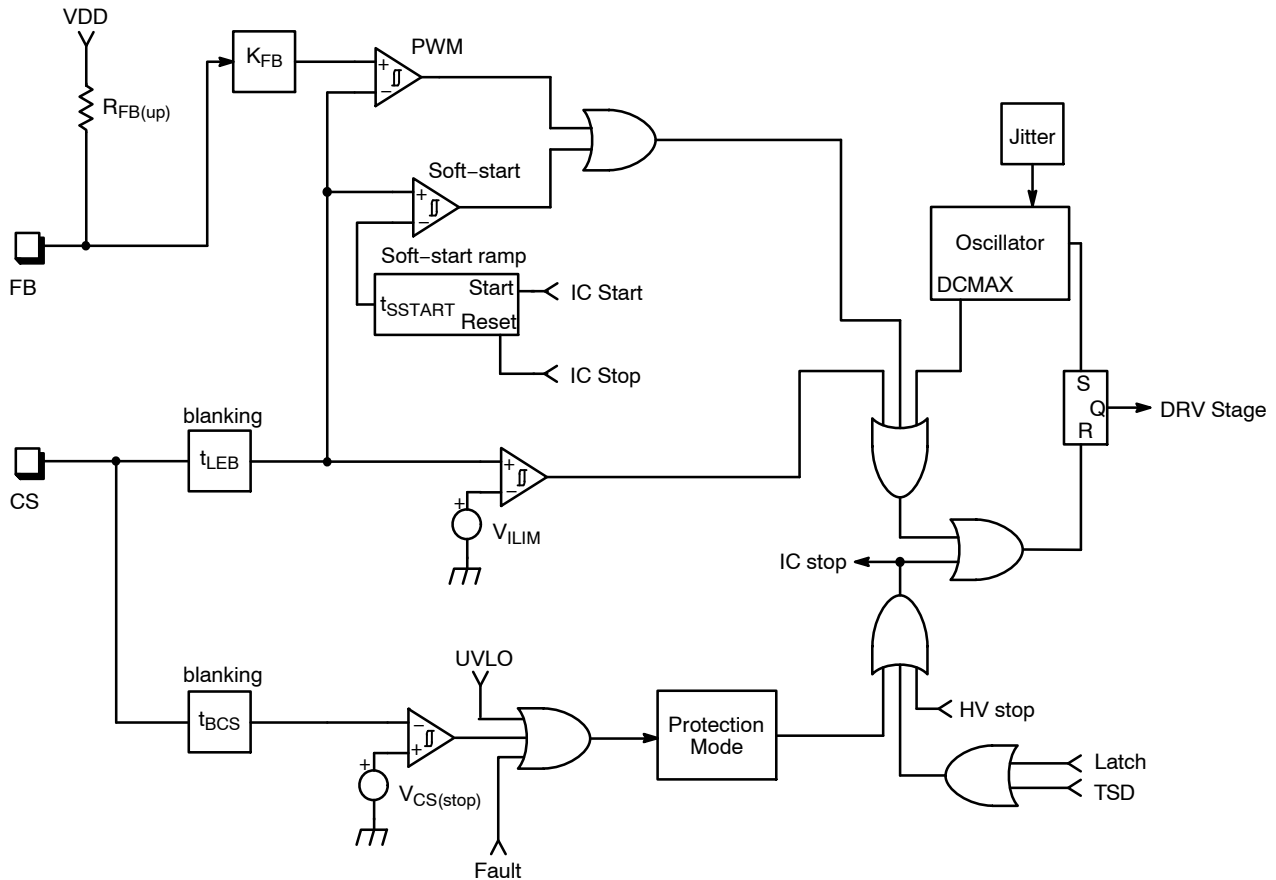 VDD
K_FB
PWM
+
−
R_FB(up)
Jitter
Soft−start
+
−
Oscillator
DCMAX
FB
Soft−start ramp
Start
t_SSTART
Reset
IC Start
IC Stop
S
Q
R
DRV Stage
blanking
t_LEB
CS
+
−
+
V_ILIM
IC stop
UVLO
blanking
t_BCS
−
+
+
V_CS(stop)
Protection
Mode
HV stop
Latch
TSD
Fault